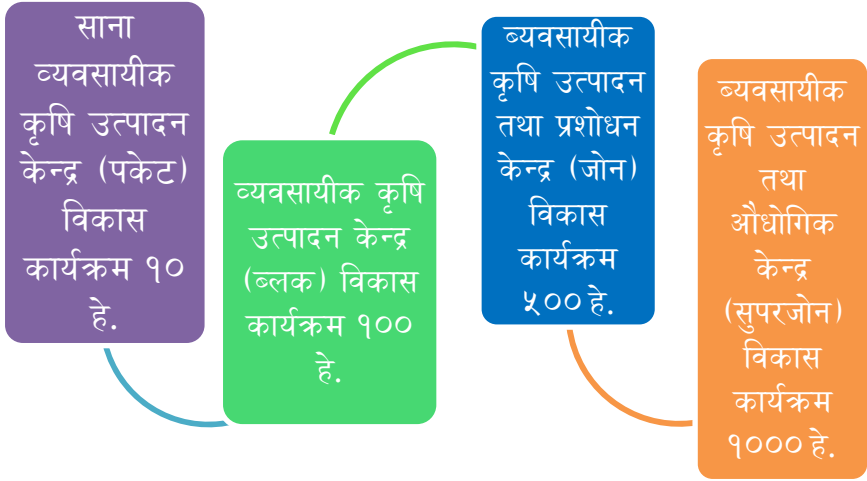 साना
व्यवसायीक
कृषि उत्पादन
केन्द्र (पकेट)
विकास
कार्यक्रम १०
हे.
व्यवसायीक कृषि
उत्पादन केन्द्र
(ब्लक) विकास
कार्यक्रम १००
हे.
ब्यवसायीक
कृषि उत्पादन
तथा प्रशोधन
केन्द्र (जोन)
विकास
कार्यक्रम
५०० हे.
ब्यवसायीक
कृषि उत्पादन
तथा
औधोगिक
केन्द्र
(सुपरजोन)
विकास
कार्यक्रम
१००० हे.